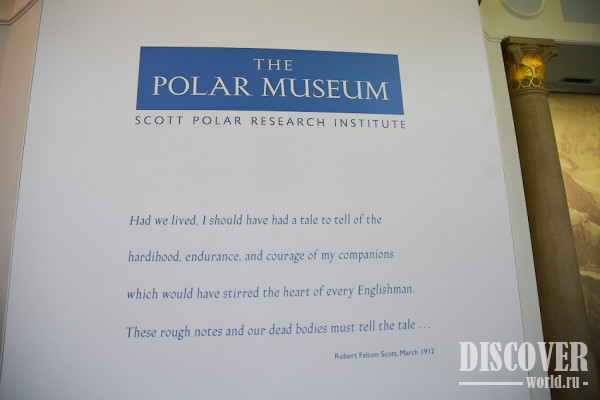 THE
POLAR MUSEUM
SCOTT POLAR RESEARCH INSTITUTE
Had we lived, I should have had a tale to tell of the
hardihood, endurance, and courage of my companions
which would have stirred the heart of every Englishman.
These rough notes and our dead bodies must tell the tale …
Robert Falcon Scott, March 1912
DISCOVER
world.ru